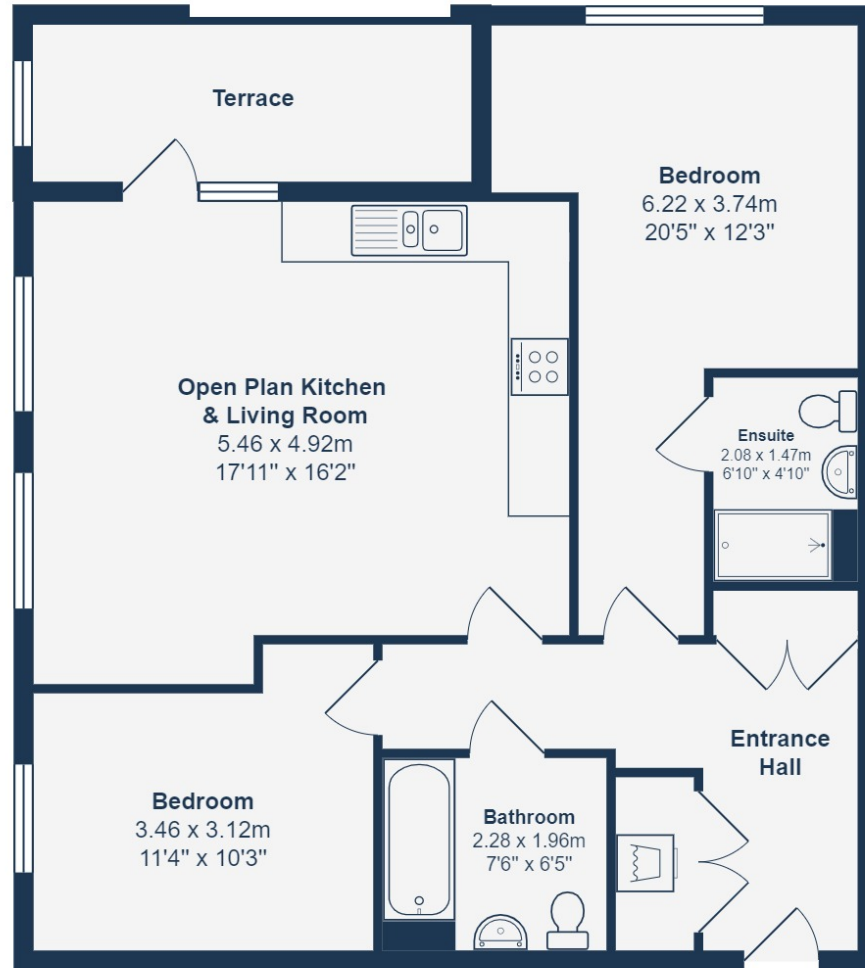 Terrace
Bedroom
6.22 x 3.74m
20'5" x 12'3"
Open Plan Kitchen
& Living Room
5.46 x 4.92m
17'11" x 16'2"
Ensuite
2.08 x 1.47m
6'10" x 4'10"
Entrance
Hall
Bedroom
3.46 x 3.12m
11'4" x 10'3"
Bathroom
2.28 x 1.96m
7'6" x 6'5"